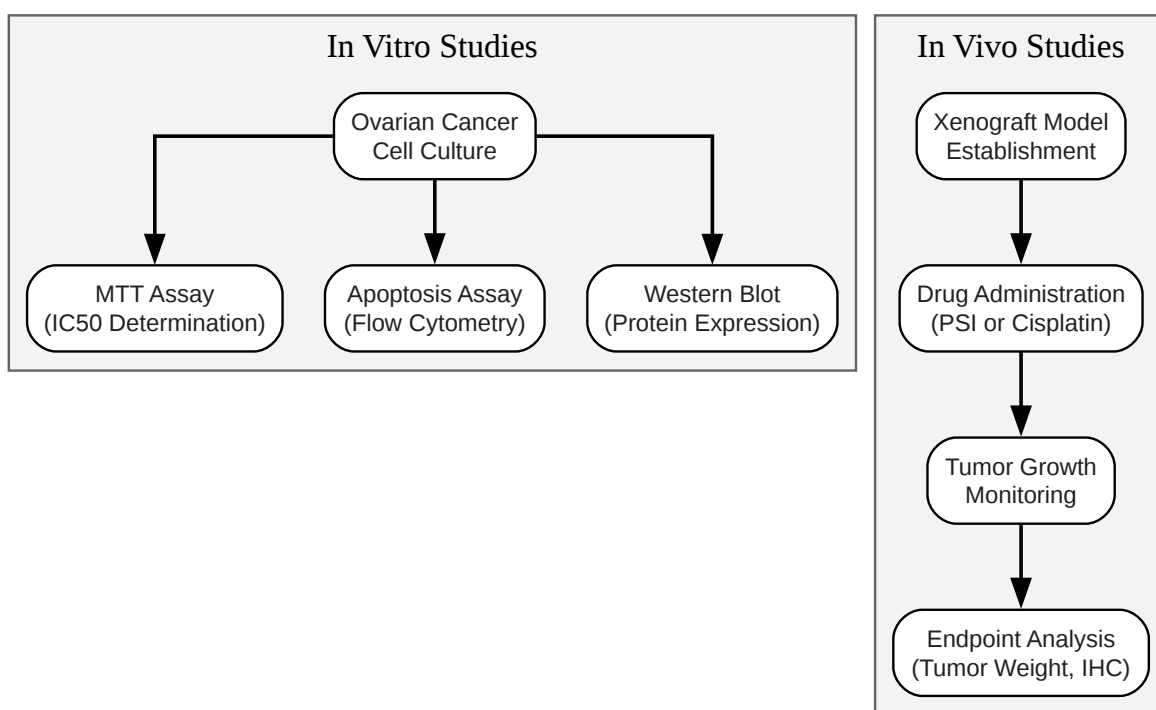 In Vitro Studies
Ovarian Cancer
Cell Culture
MTT Assay
(IC50 Determination)
Apoptosis Assay
(Flow Cytometry)
Western Blot
(Protein Expression)
In Vivo Studies
Xenograft Model
Establishment
Drug Administration
(PSI or Cisplatin)
Tumor Growth
Monitoring
Endpoint Analysis
(Tumor Weight, IHC)